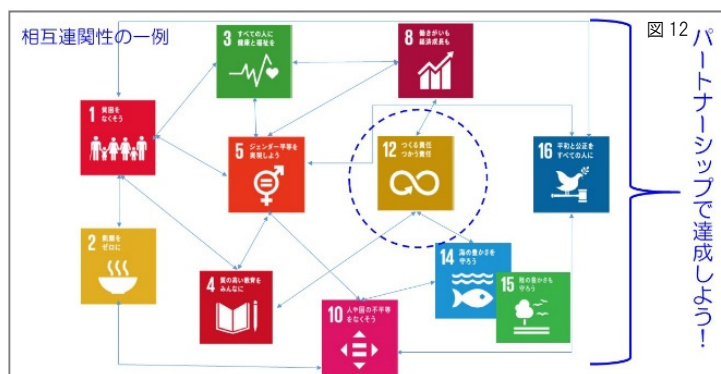 相互連関性の一例
図12
3 すべての人に
健康と福祉を
8 働きがいも
経済成長も
1 貧困を
なくそう
5 ジェンダー平等を
実現しよう
12 つくる責任
つかう責任
16 平和と公正を
すべての人に
2 飢餓を
ゼロに
4 質の高い教育を
みんなに
14 海の豊かさを
守ろう
15 陸の豊かさも
守ろう
10 人や国の不平等
をなくそう
パートナーシップで達成しよう！